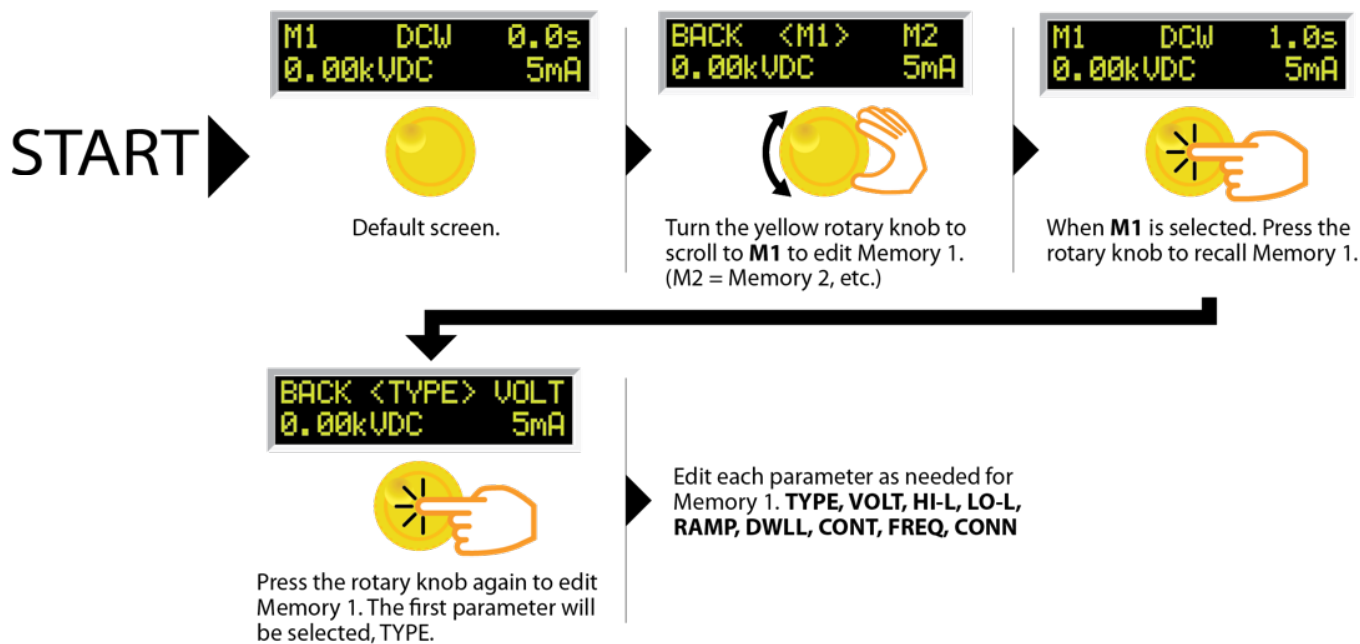 START
M1 DCW 0.0s
0.00kVDC 5mA
Default screen.
BACK <M1> M2
0.00kVDC 5mA
Turn the yellow rotary knob to
scroll to M1 to edit Memory 1.
(M2 = Memory 2, etc.)
M1 DCW 1.0s
0.00kVDC 5mA
When M1 is selected. Press the
rotary knob to recall Memory 1.
BACK <TYPE> VOLT
0.00kVDC 5mA
Press the rotary knob again to edit
Memory 1. The first parameter will
be selected, TYPE.
Edit each parameter as needed for
Memory 1. TYPE, VOLT, HI-L, LO-L,
RAMP, DWLL, CONT, FREQ, CONN